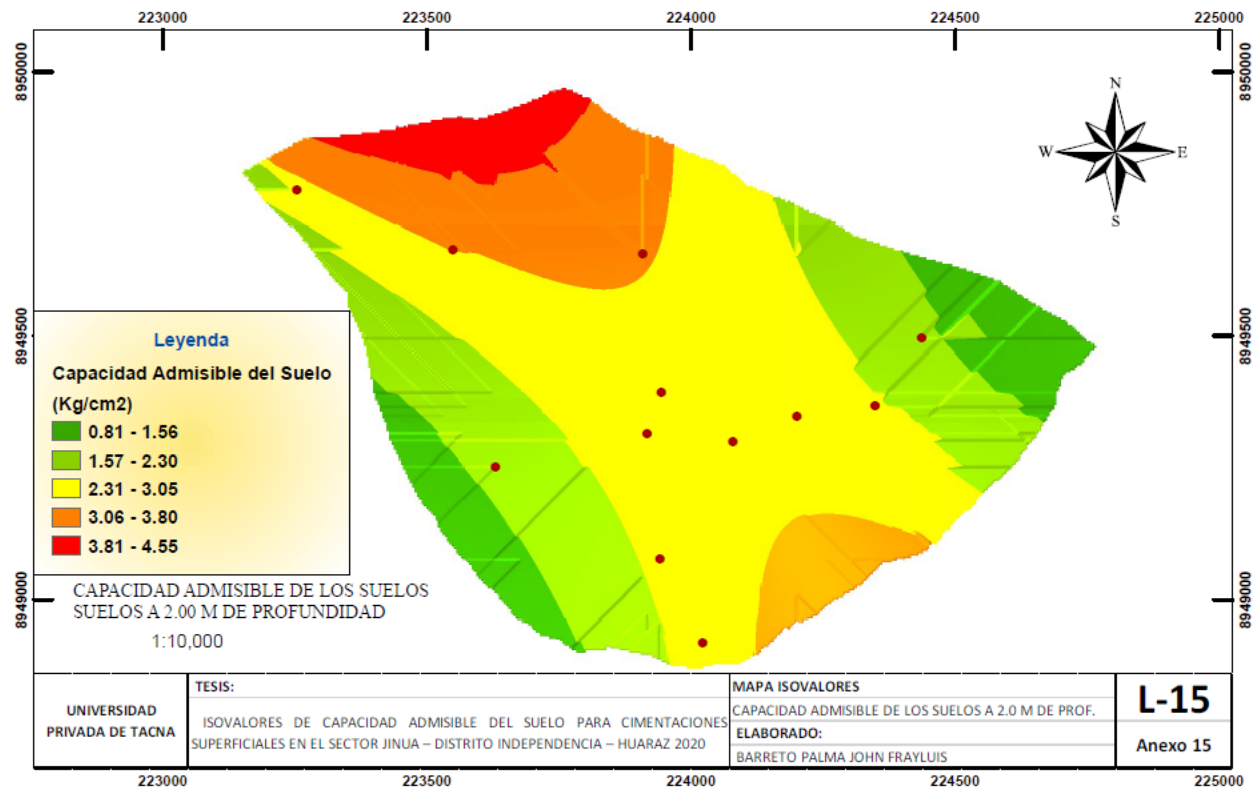 223000 223500 224000 224500 225000
8950000 8950000
N
W E
S
8949500 8949500
Leyenda
Capacidad Admisible del Suelo
(Kg/cm2)
0.81 - 1.56
1.57 - 2.30
2.31 - 3.05
3.06 - 3.80
3.81 - 4.55
CAPACIDAD ADMISIBLE DE LOS SUELOS
SUELOS A 2.00 M DE PROFUNDIDAD
8949000 8949000
1:10,000
UNIVERSIDAD
PRIVADA DE TACNA
TESIS:
ISOVALORES DE CAPACIDAD ADMISIBLE DEL SUELO PARA CIMENTACIONES
SUPERFICIALES EN EL SECTOR JINUA – DISTRITO INDEPENDENCIA – HUARAZ 2020
MAPA ISOVALORES
CAPACIDAD ADMISIBLE DE LOS SUELOS A 2.0 M DE PROF.
ELABORADO:
BARRETO PALMA JOHN FRAYLUIS
L-15
Anexo 15
223000 223500 224000 224500 225000